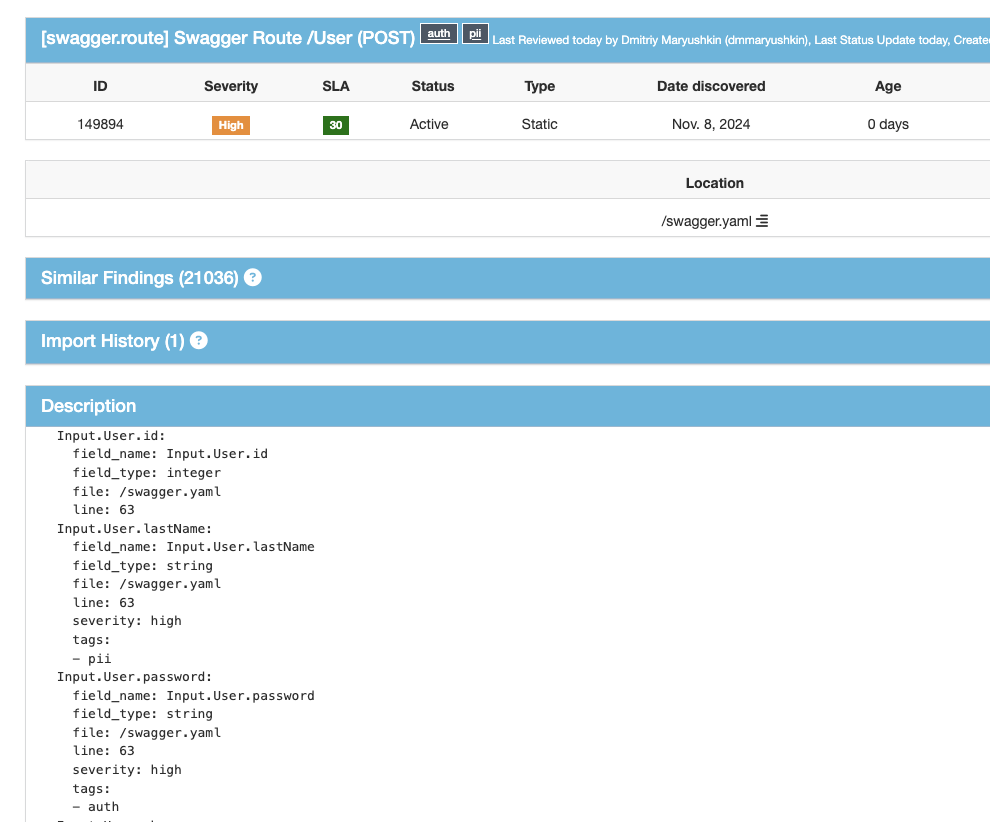 [swagger.route] Swagger Route /User (POST) auth pii Last Reviewed today by Dmitriy Maryushkin (dmmaryushkin), Last Status Update today, Create
ID Severity SLA Status Type Date discovered Age
149894 High 30 Active Static Nov. 8, 2024 0 days
Location
/swagger.yaml
Similar Findings (21036) ?
Import History (1) ?
Description
Input.User.id:
field_name: Input.User.id
field_type: integer
file: /swagger.yaml
line: 63
Input.User.lastName:
field_name: Input.User.lastName
field_type: string
file: /swagger.yaml
line: 63
severity: high
tags:
– pii
Input.User.password:
field_name: Input.User.password
field_type: string
file: /swagger.yaml
line: 63
severity: high
tags:
– auth